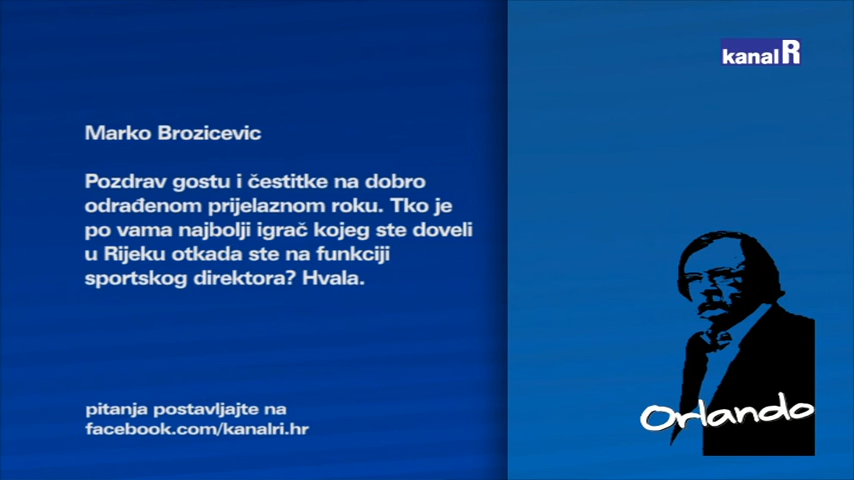 kanalR
Marko Brozicevic
Pozdrav gostu i čestitke na dobro
odrađenom prijelaznom roku. Tko je
po vama najbolji igrač kojeg ste doveli
u Rijeku otkada ste na funkciji
sportskog direktora? Hvala.
pitanja postavljajte na
facebook.com/kanalri.hr
Orlando